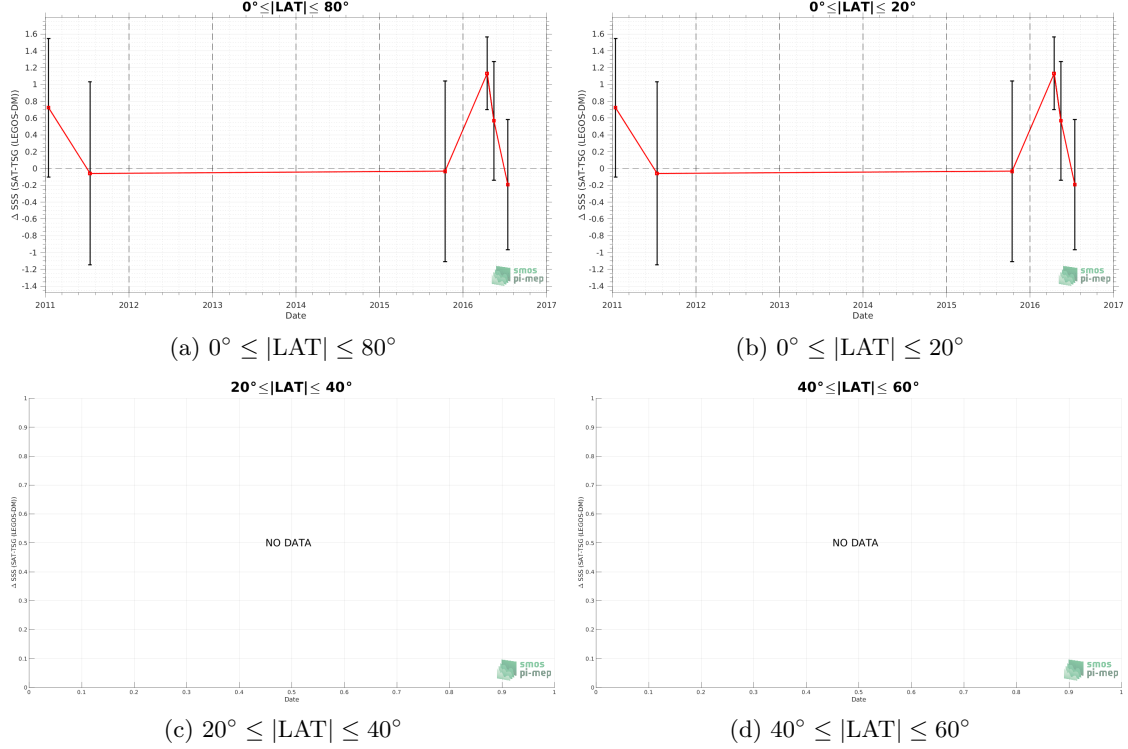 0°≤|LAT|≤ 80°
1.6
1.4
1.2
1
0.8
0.6
0.4
0.2
0
-0.2
-0.4
-0.6
-0.8
-1
-1.2
-1.4
Δ SSS (SAT-TSG (LEGOS-DM))
2011 2012 2013 2014 2015 2016 2017
Date
smos
pi-mep
(a) 0° ≤ |LAT| ≤ 80°
0°≤|LAT|≤ 20°
1.6
1.4
1.2
1
0.8
0.6
0.4
0.2
0
-0.2
-0.4
-0.6
-0.8
-1
-1.2
-1.4
Δ SSS (SAT-TSG (LEGOS-DM))
2011 2012 2013 2014 2015 2016 2017
Date
smos
pi-mep
(b) 0° ≤ |LAT| ≤ 20°
20°≤|LAT|≤ 40°
1
0.9
0.8
0.7
0.6
0.5
0.4
0.3
0.2
0.1
0
Δ SSS (SAT-TSG (LEGOS-DM))
NO DATA
0 0.1 0.2 0.3 0.4 0.5 0.6 0.7 0.8 0.9 1
Date
smos
pi-mep
(c) 20° ≤ |LAT| ≤ 40°
40°≤|LAT|≤ 60°
1
0.9
0.8
0.7
0.6
0.5
0.4
0.3
0.2
0.1
0
Δ SSS (SAT-TSG (LEGOS-DM))
NO DATA
0 0.1 0.2 0.3 0.4 0.5 0.6 0.7 0.8 0.9 1
Date
smos
pi-mep
(d) 40° ≤ |LAT| ≤ 60°